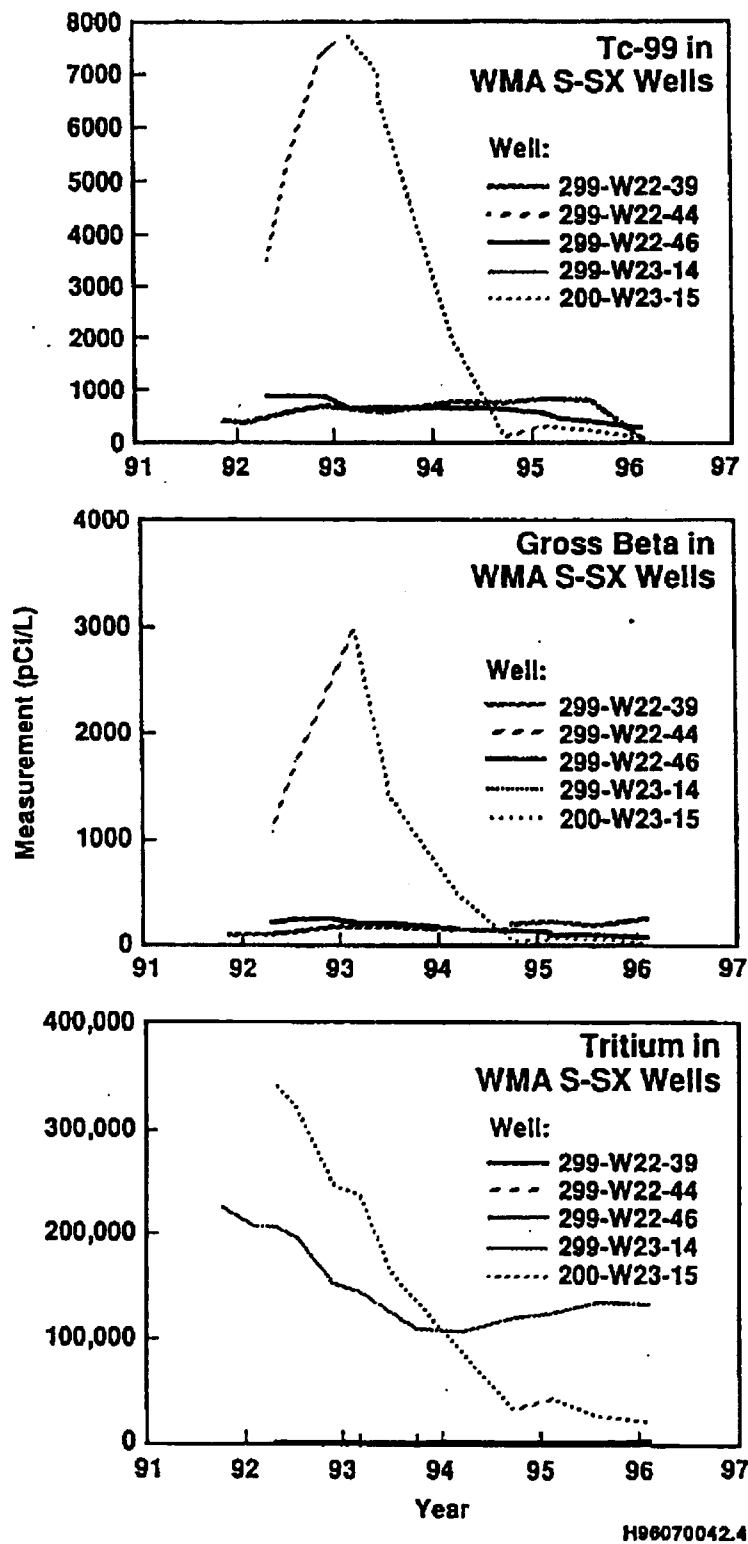 Tc-99 in
WMA S-SX Wells
Well:
299-W22-39
299-W22-44
299-W22-46
299-W23-14
200-W23-15
8000
7000
6000
5000
4000
3000
2000
1000
0
91 92 93 94 95 96 97
Gross Beta in
WMA S-SX Wells
Well:
299-W22-39
299-W22-44
299-W22-46
299-W23-14
200-W23-15
4000
3000
2000
1000
0
91 92 93 94 95 96 97
Measurement (pCi/L)
Tritium in
WMA S-SX Wells
Well:
299-W22-39
299-W22-44
299-W22-46
299-W23-14
200-W23-15
400,000
300,000
200,000
100,000
0
91 92 93 94 95 96 97
Year
H96070042.4